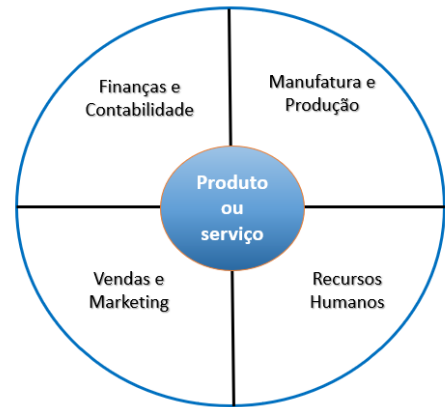 Finanças e
Contabilidade
Manufatura e
Produção
Produto
ou
serviço
Vendas e
Marketing
Recursos
Humanos